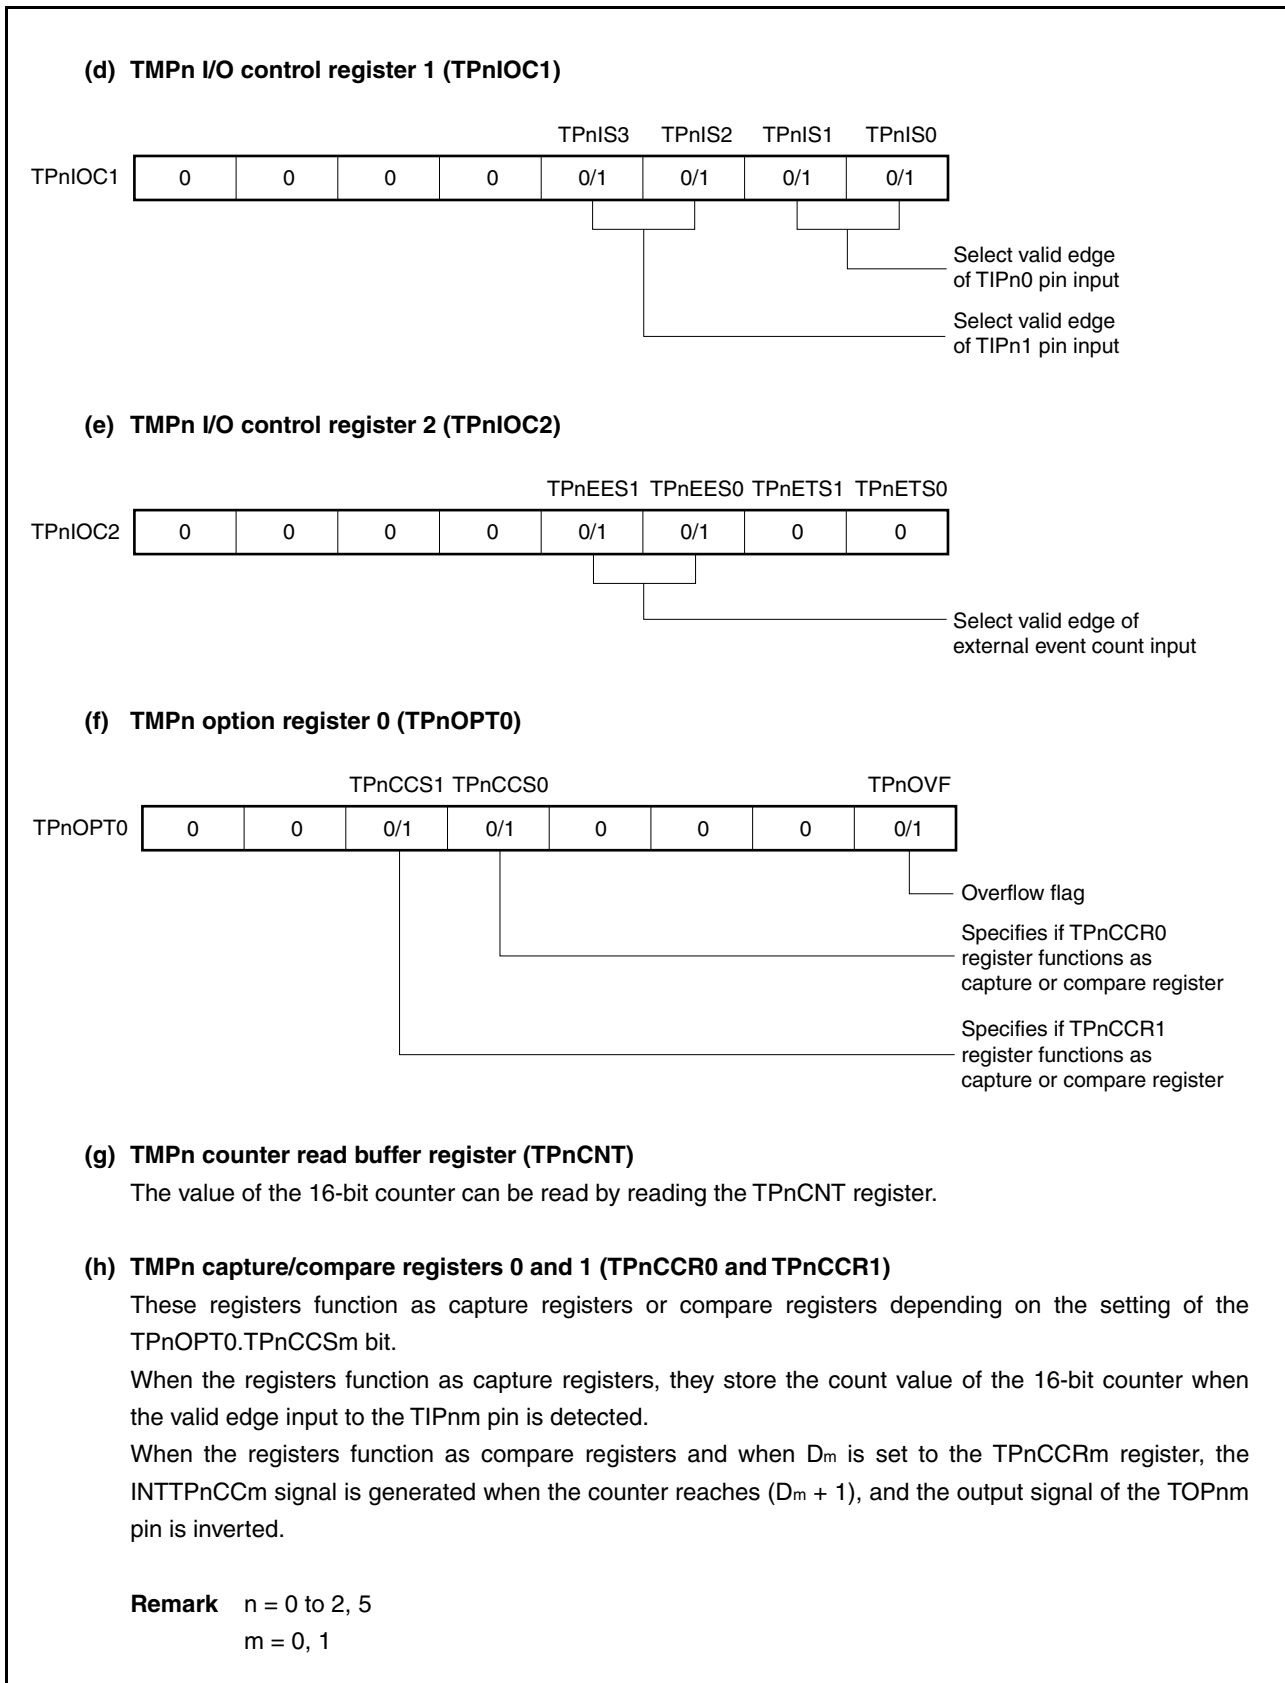 (d) TMPn I/O control register 1 (TPnIOC1)
TPnIS3 TPnIS2 TPnIS1 TPnIS0
TPnIOC1 0 0 0 0 0/1 0/1 0/1 0/1
Select valid edge
of TIPn0 pin input
Select valid edge
of TIPn1 pin input
(e) TMPn I/O control register 2 (TPnIOC2)
TPnEES1 TPnEES0 TPnETS1 TPnETS0
TPnIOC2 0 0 0 0 0/1 0/1 0 0
Select valid edge of
external event count input
(f) TMPn option register 0 (TPnOPT0)
TPnCCS1 TPnCCS0 TPnOVF
TPnOPT0 0 0 0/1 0/1 0 0 0 0/1
Overflow flag
Specifies if TPnCCR0
register functions as
capture or compare register
Specifies if TPnCCR1
register functions as
capture or compare register
(g) TMPn counter read buffer register (TPnCNT)
The value of the 16-bit counter can be read by reading the TPnCNT register.
(h) TMPn capture/compare registers 0 and 1 (TPnCCR0 and TPnCCR1)
These registers function as capture registers or compare registers depending on the setting of the
TPnOPT0.TPnCCSm bit.
When the registers function as capture registers, they store the count value of the 16-bit counter when
the valid edge input to the TIPnm pin is detected.
When the registers function as compare registers and when Dm is set to the TPnCCRm register, the
INTTPnCCm signal is generated when the counter reaches (Dm + 1), and the output signal of the TOPnm
pin is inverted.
Remark n = 0 to 2, 5
m = 0, 1